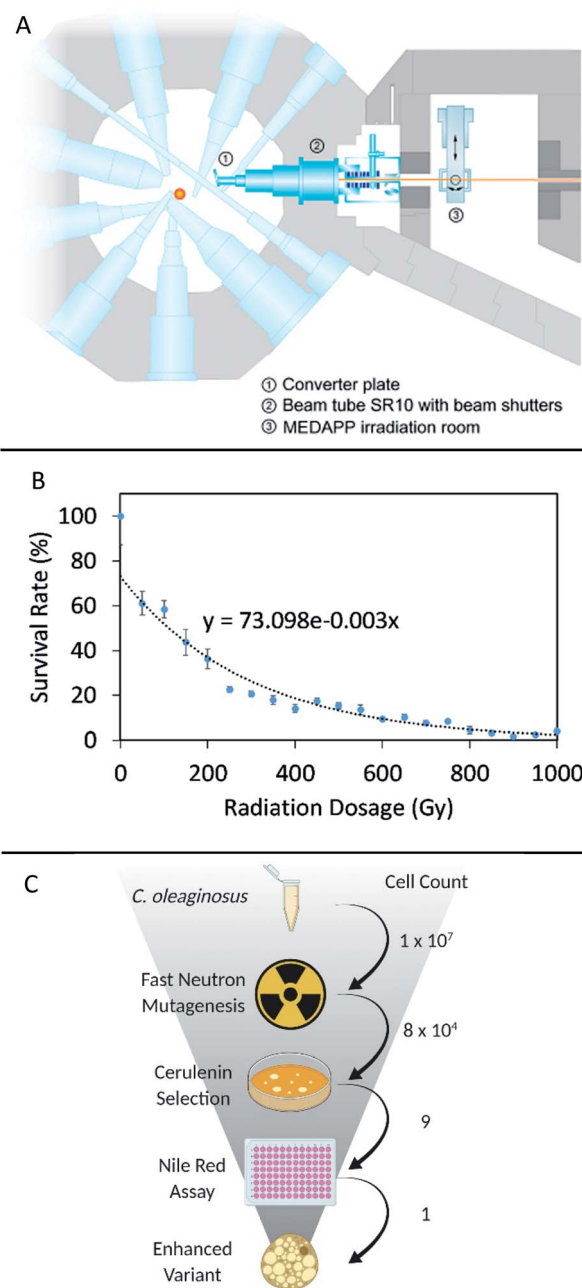 A
①
②
③
① Converter plate
② Beam tube SR10 with beam shutters
③ MEDAPP irradiation room
B
Survival Rate (%)
100
80
60
40
20
0
y = 73.098e-0.003x
0 200 400 600 800 1000
Radiation Dosage (Gy)
C
Cell Count
C. oleaginosus
1 x 10⁷
Fast Neutron
Mutagenesis
8 x 10⁴
Cerulenin
Selection
9
Nile Red
Assay
1
Enhanced
Variant